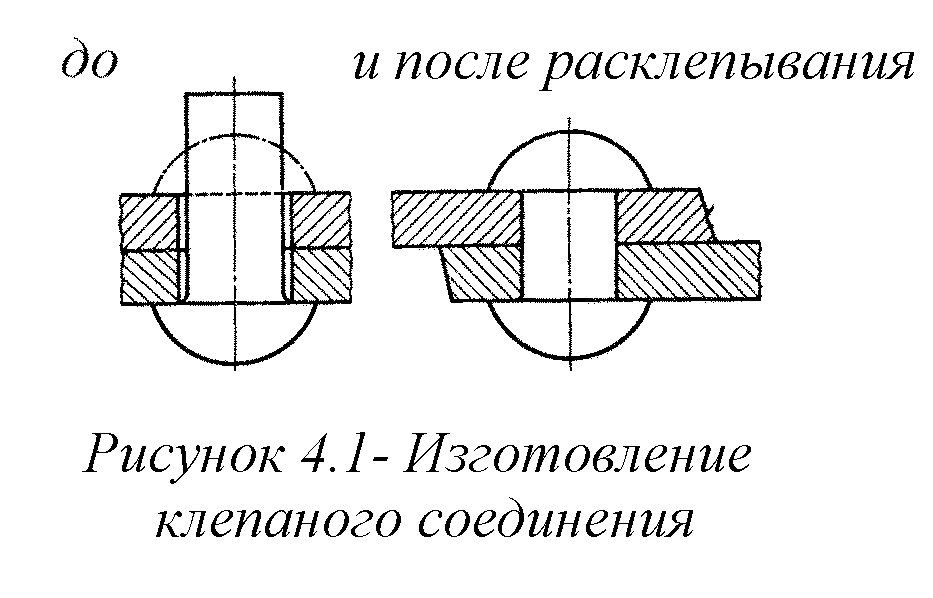 до и после расклепывания
Рисунок 4.1- Изготовление
клепаного соединения